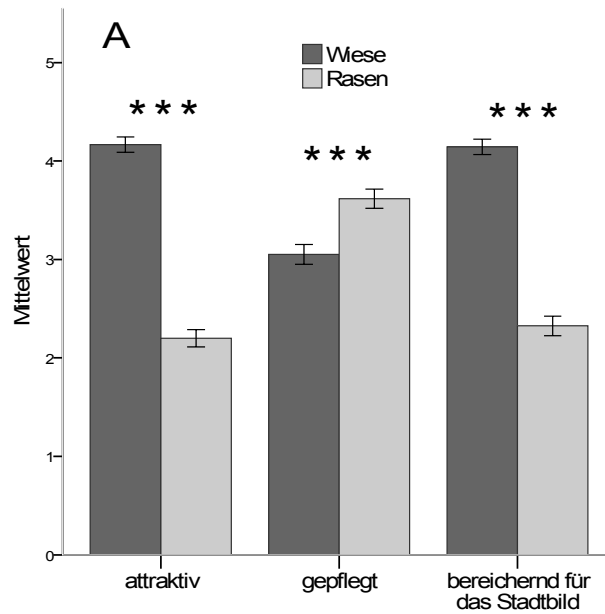 A
Wiese
Rasen
5
4
3
2
1
0
Mittelwert
***
***
***
attraktiv
gepflegt
bereichernd für
das Stadtbild